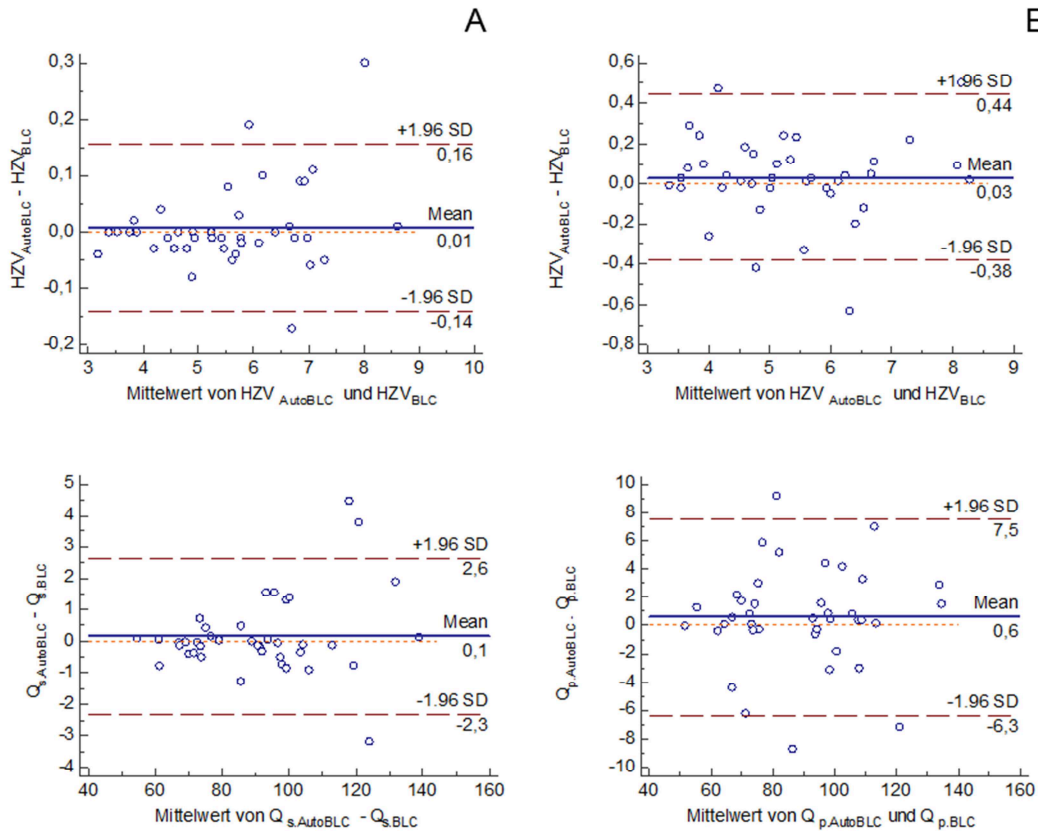 A
0,3
0,2
0,1
0,0
-0,1
-0,2
HZV AutoBLC - HZV BLC
+1.96 SD
0,16
Mean
0,01
-1.96 SD
-0,14
3 4 5 6 7 8 9 10
Mittelwert von HZV AutoBLC und HZV BLC
0,6
0,4
0,2
0,0
-0,2
-0,4
-0,6
-0,8
HZV AutoBLC - HZV BLC
+1.96 SD
0,44
Mean
0,03
-1.96 SD
-0,38
3 4 5 6 7 8 9
Mittelwert von HZV AutoBLC und HZV BLC
5
4
3
2
1
0
-1
-2
-3
-4
Q s.AutoBLC - Q s.BLC
+1.96 SD
2,6
Mean
0,1
-1.96 SD
-2,3
40 60 80 100 120 140 160
Mittelwert von Q s.AutoBLC - Q s.BLC
10
8
6
4
2
0
-2
-4
-6
-8
-10
Q p.AutoBLC - Q p.BLC
+1.96 SD
7,5
Mean
0,6
-1.96 SD
-6,3
40 60 80 100 120 140 160
Mittelwert von Q p.AutoBLC und Q p.BLC